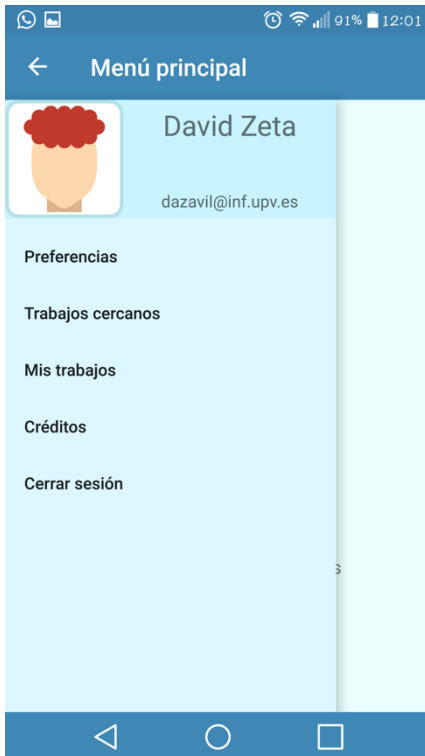 91% 12:01
Menú principal
David Zeta
dazavil@inf.upv.es
Preferencias
Trabajos cercanos
Mis trabajos
Créditos
Cerrar sesión
s